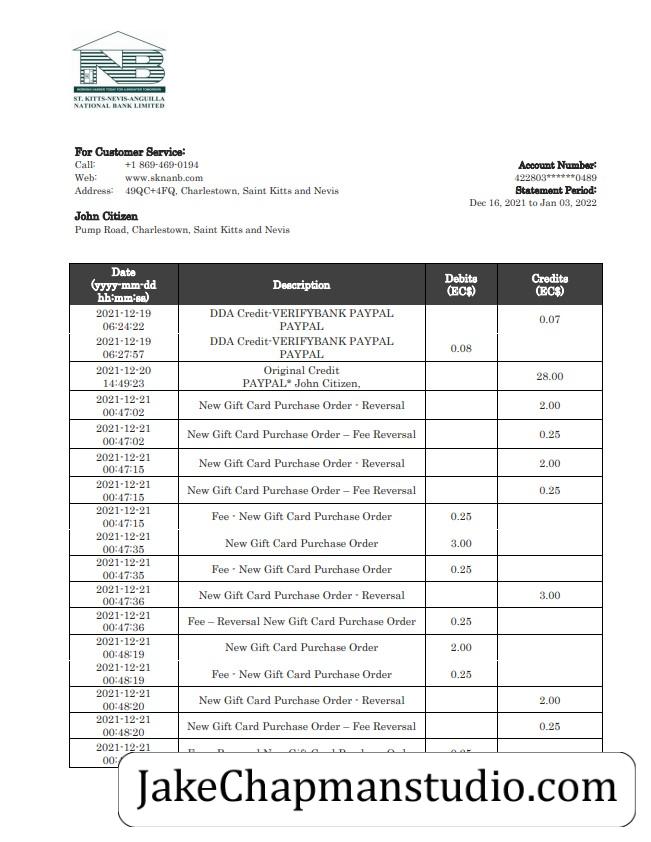 NB
WORKING HARDER TODAY FOR A BRIGHTER TOMORROW
ST. KITTS-NEVIS-ANGUILLA
NATIONAL BANK LIMITED
For Customer Service:
Call: +1 869-469-0194
Web: www.sknanb.com
Address: 49QC+4FQ, Charlestown, Saint Kitts and Nevis
Account Number:
422803******0489
Statement Period:
Dec 16, 2021 to Jan 03, 2022
John Citizen
Pump Road, Charlestown, Saint Kitts and Nevis
Date
(yyyy-mm-dd
hh:mm:ss)
Description
Debits
(EC$)
Credits
(EC$)
2021-12-19
06:24:22
DDA Credit-VERIFYBANK PAYPAL
PAYPAL
0.07
2021-12-19
06:27:57
DDA Credit-VERIFYBANK PAYPAL
PAYPAL
0.08
2021-12-20
14:49:23
Original Credit
PAYPAL* John Citizen,
28.00
2021-12-21
00:47:02
New Gift Card Purchase Order - Reversal
2.00
2021-12-21
00:47:02
New Gift Card Purchase Order – Fee Reversal
0.25
2021-12-21
00:47:15
New Gift Card Purchase Order - Reversal
2.00
2021-12-21
00:47:15
New Gift Card Purchase Order – Fee Reversal
0.25
2021-12-21
00:47:15
Fee - New Gift Card Purchase Order
0.25
2021-12-21
00:47:35
New Gift Card Purchase Order
3.00
2021-12-21
00:47:35
Fee - New Gift Card Purchase Order
0.25
2021-12-21
00:47:36
New Gift Card Purchase Order - Reversal
3.00
2021-12-21
00:47:36
Fee – Reversal New Gift Card Purchase Order
0.25
2021-12-21
00:48:19
New Gift Card Purchase Order
2.00
2021-12-21
00:48:19
Fee - New Gift Card Purchase Order
0.25
2021-12-21
00:48:20
New Gift Card Purchase Order - Reversal
2.00
2021-12-21
00:48:20
New Gift Card Purchase Order – Fee Reversal
0.25
2021-12-21
JakeChapmanstudio.com